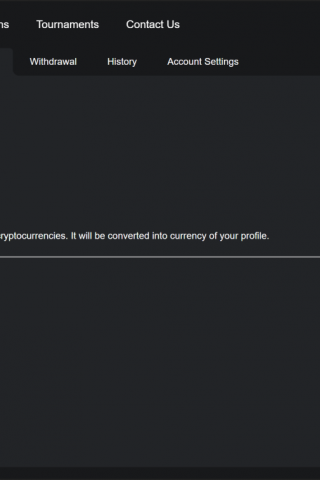 ns Tournaments Contact Us
Withdrawal History Account Settings
ryptocurrencies. It will be converted into currency of your profile.